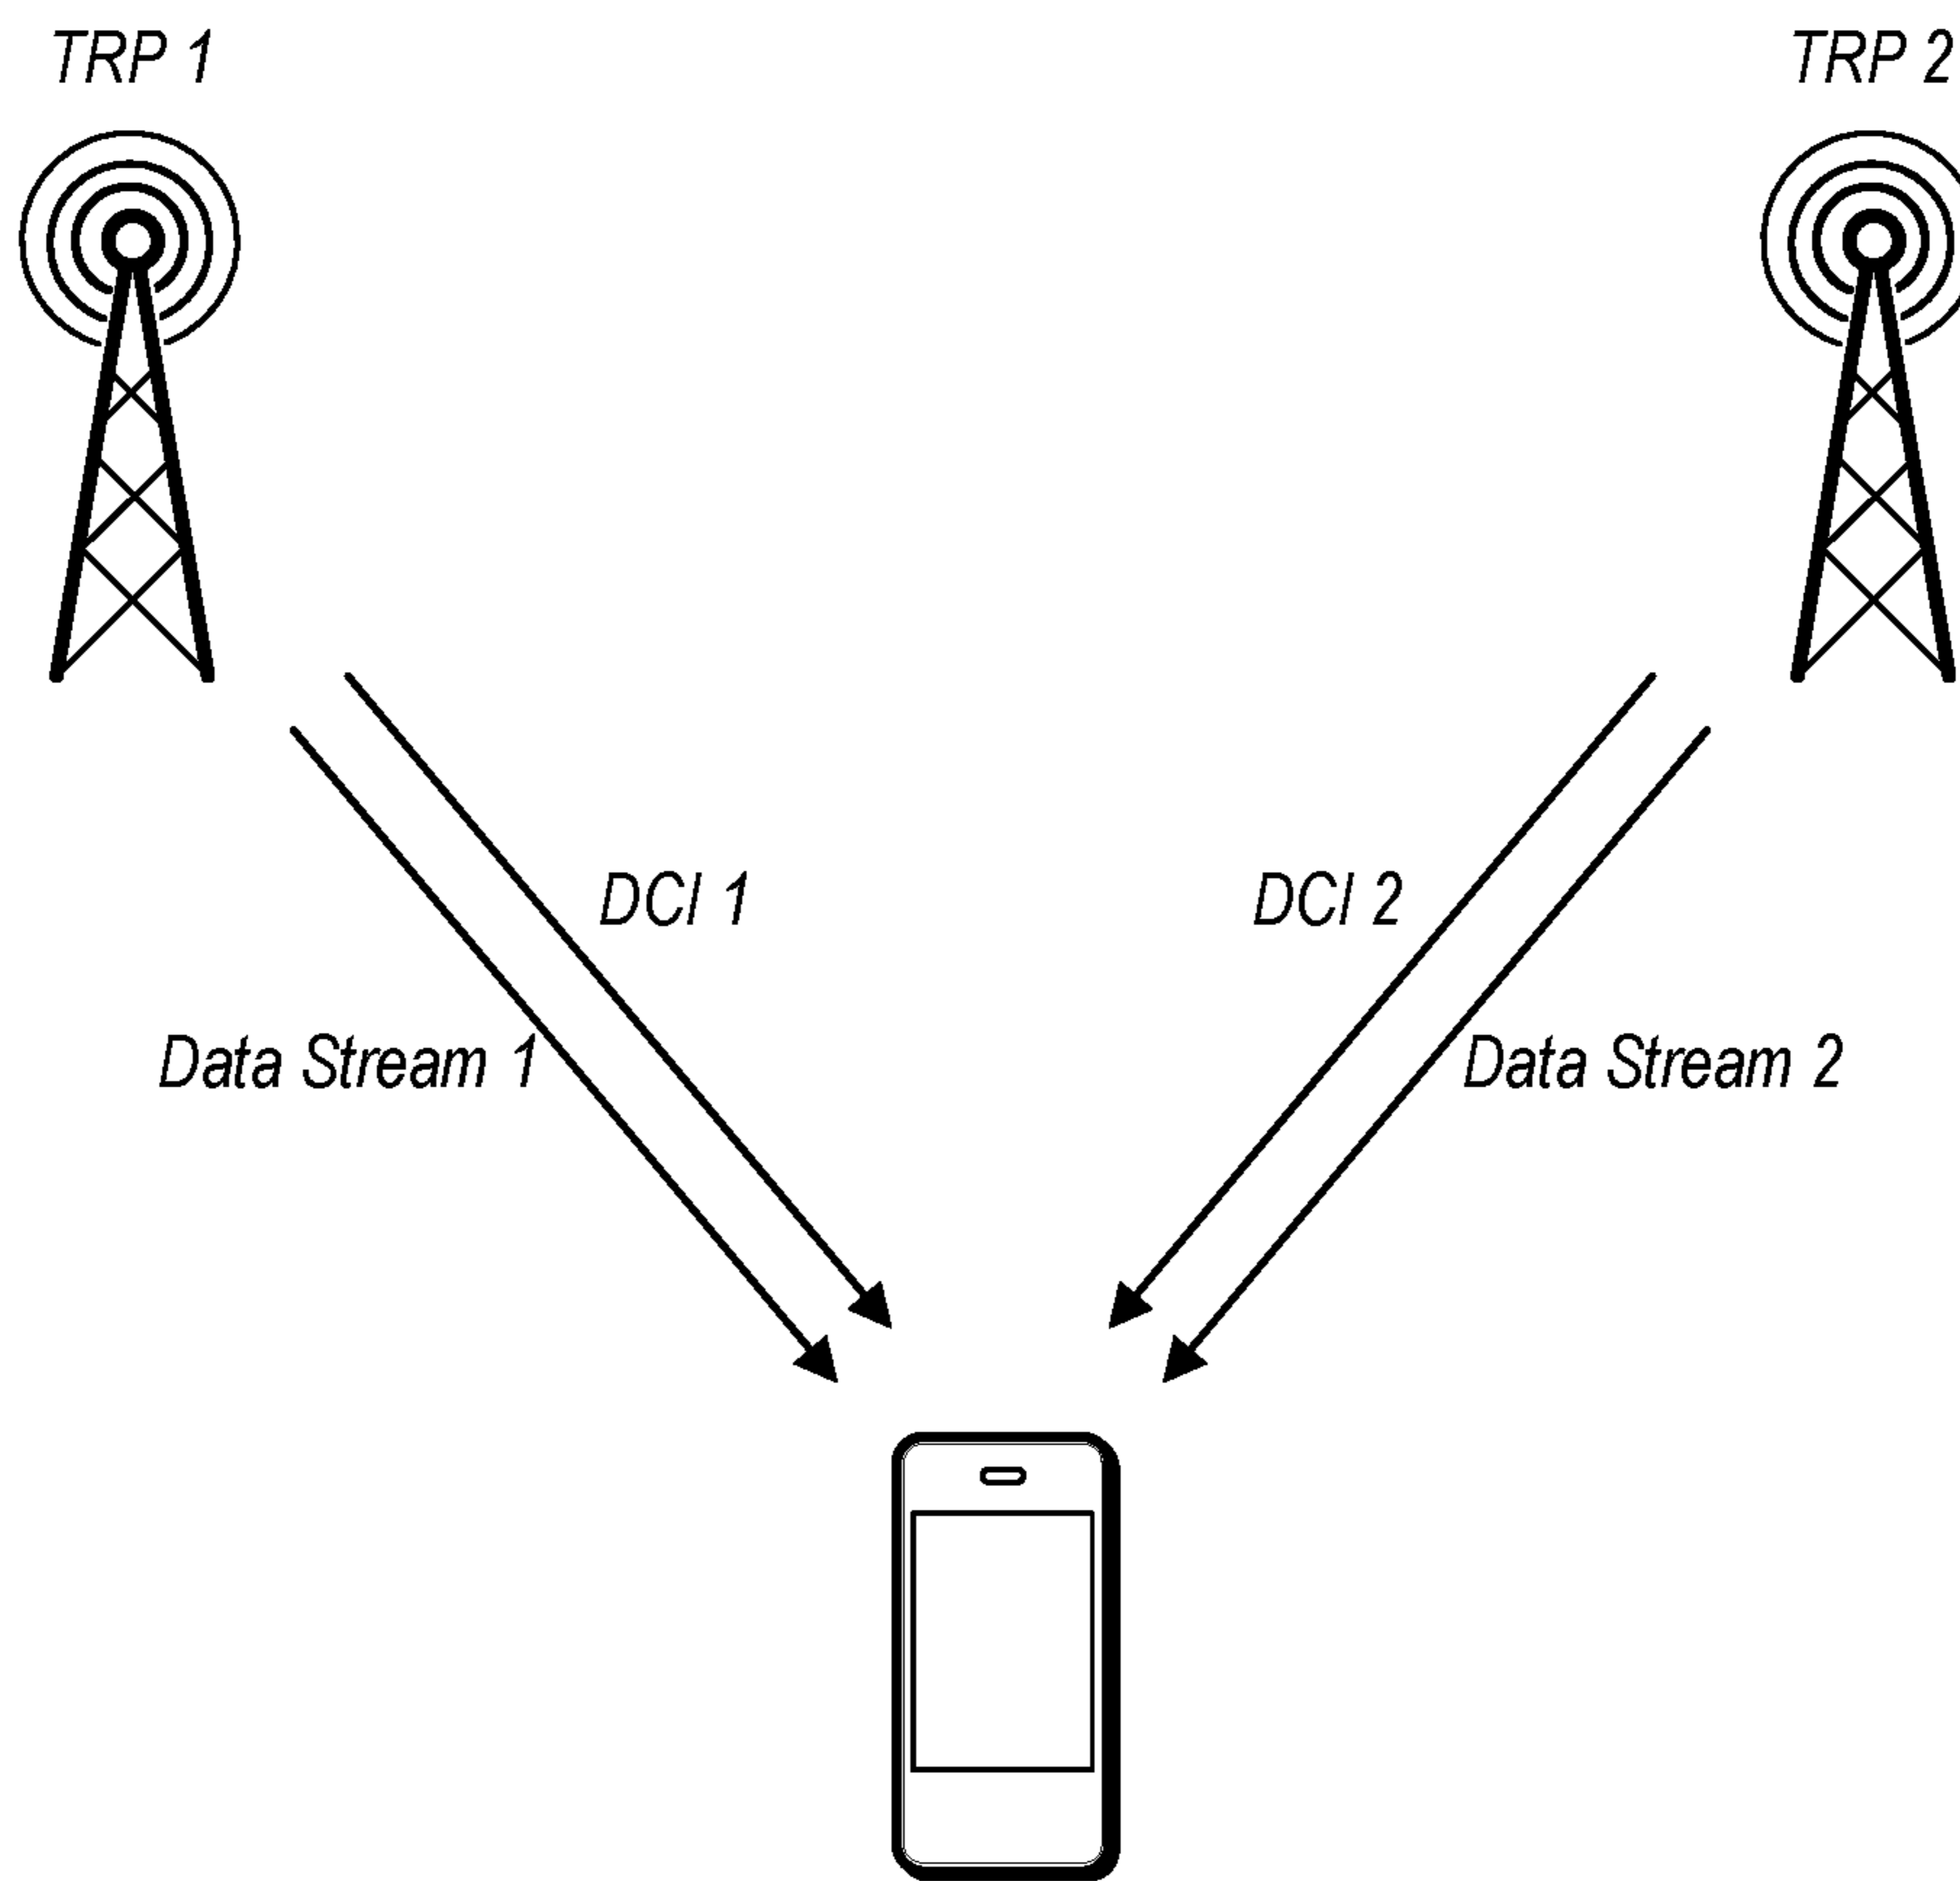 TRP 1
TRP 2
DCI 1
DCI 2
Data Stream 1
Data Stream 2